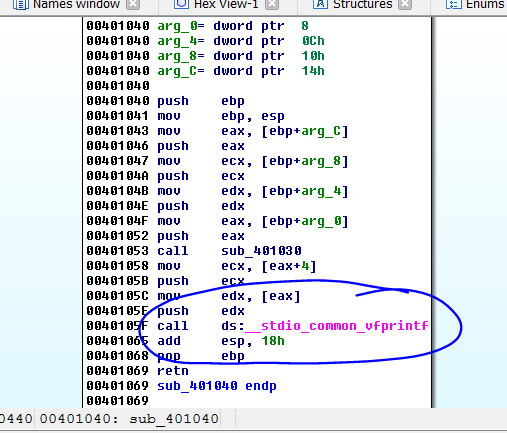 Names window Hex View-1 Structures Enums
00401040 arg_0= dword ptr  8
00401040 arg_4= dword ptr  0Ch
00401040 arg_8= dword ptr  10h
00401040 arg_C= dword ptr  14h
00401040
00401040 push    ebp
00401041 mov     ebp, esp
00401043 mov     eax, [ebp+arg_C]
00401046 push    eax
00401047 mov     ecx, [ebp+arg_8]
0040104A push    ecx
0040104B mov     edx, [ebp+arg_4]
0040104E push    edx
0040104F mov     eax, [ebp+arg_0]
00401052 push    eax
00401053 call    sub_401030
00401058 mov     ecx, [eax+4]
0040105B push    ecx
0040105C mov     edx, [eax]
0040105E push    edx
0040105F call    ds:__stdio_common_vfprintf
00401065 add     esp, 18h
00401068 pop     ebp
00401069 retn
00401069 sub_401040 endp
00401069
0440 00401040: sub_401040